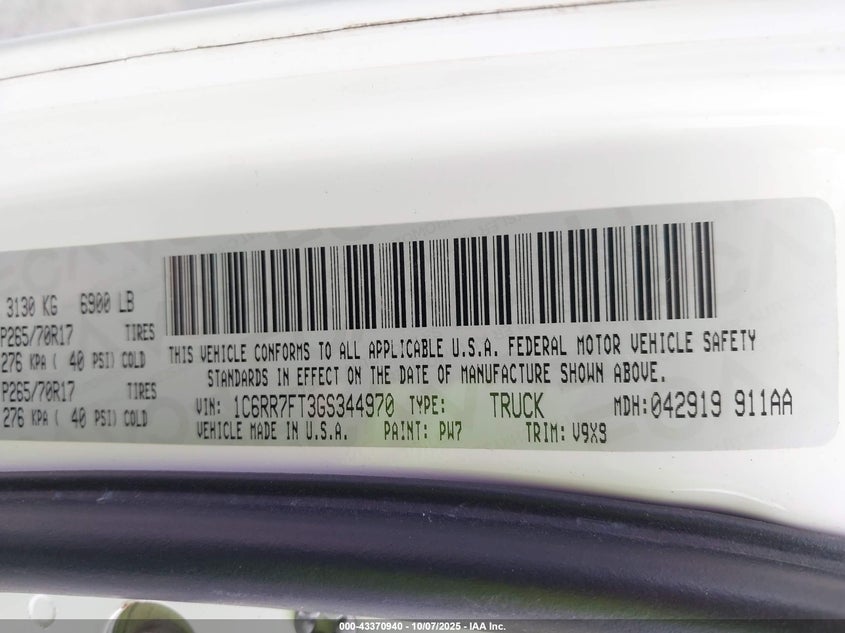 3130 KG 6900 LB
P265/70R17 TIRES
276 KPA ( 40 PSI) COLD
P265/70R17 TIRES
276 KPA ( 40 PSI) COLD
THIS VEHICLE CONFORMS TO ALL APPLICABLE U.S.A. FEDERAL MOTOR VEHICLE SAFETY
STANDARDS IN EFFECT ON THE DATE OF MANUFACTURE SHOWN ABOVE.
VIN: 1C6RR7FT3GS344970 TYPE: TRUCK MDH:042919 911AA
VEHICLE MADE IN U.S.A. PAINT: PW7 TRIM: V9X9
000-43370940 - 10/07/2025 - IAA Inc.